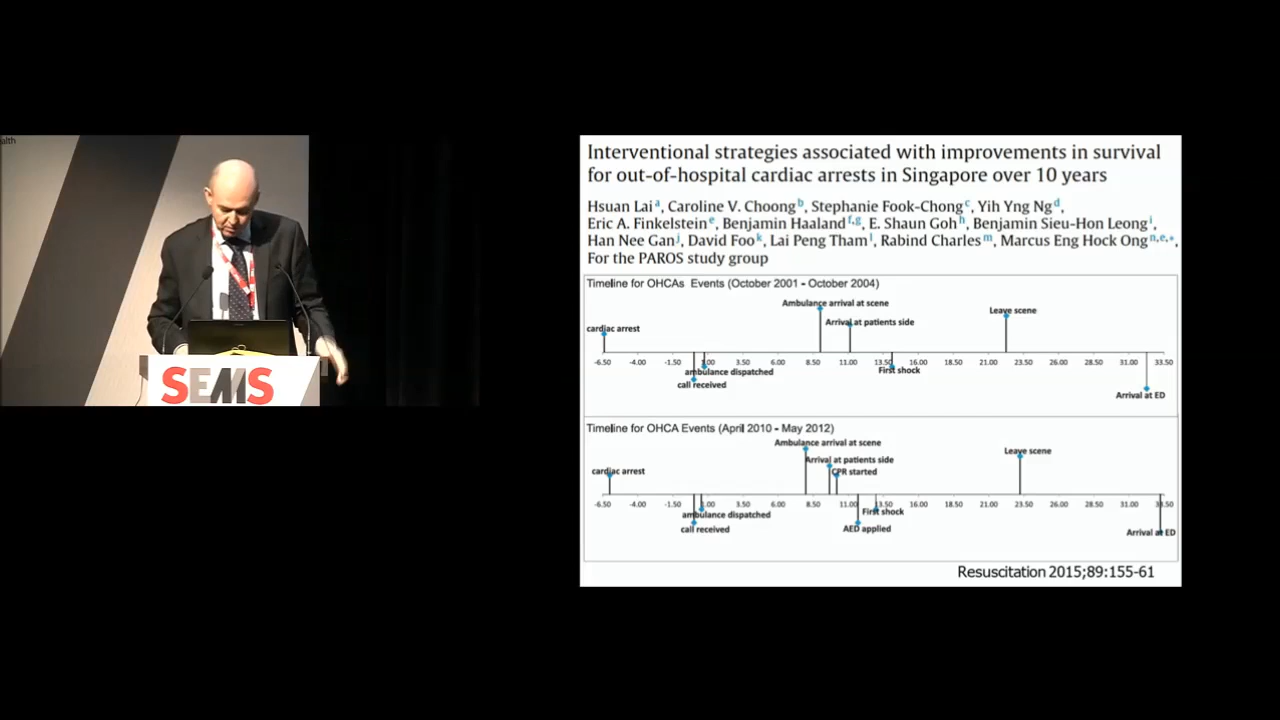 alth
SEMS
Interventional strategies associated with improvements in survival
for out-of-hospital cardiac arrests in Singapore over 10 years
Hsuan Lai a, Caroline V. Choong b, Stephanie Fook-Chong c, Yih Yng Ng d,
Eric A. Finkelstein e, Benjamin Haaland f,g, E. Shaun Goh h, Benjamin Sieu-Hon Leong i,
Han Nee Gan j, David Foo k, Lai Peng Tham l, Rabind Charles m, Marcus Eng Hock Ong n,e,*,
For the PAROS study group
Timeline for OHCAs Events (October 2001 - October 2004)
Ambulance arrival at scene
Leave scene
Arrival at patients side
cardiac arrest
-6.50 -4.00 -1.50 1.00 3.50 6.00 8.50 11.00 13.50 16.00 18.50 21.00 23.50 26.00 28.50 31.00 33.50
ambulance dispatched
First shock
call received
Arrival at ED
Timeline for OHCA Events (April 2010 - May 2012)
Ambulance arrival at scene
Leave scene
Arrival at patients side
cardiac arrest
CPR started
-6.50 -4.00 -1.50 1.00 3.50 6.00 8.50 11.00 13.50 16.00 18.50 21.00 23.50 26.00 28.50 31.00 33.50
ambulance dispatched
First shock
call received
AED applied
Arrival at ED
Resuscitation 2015;89:155-61